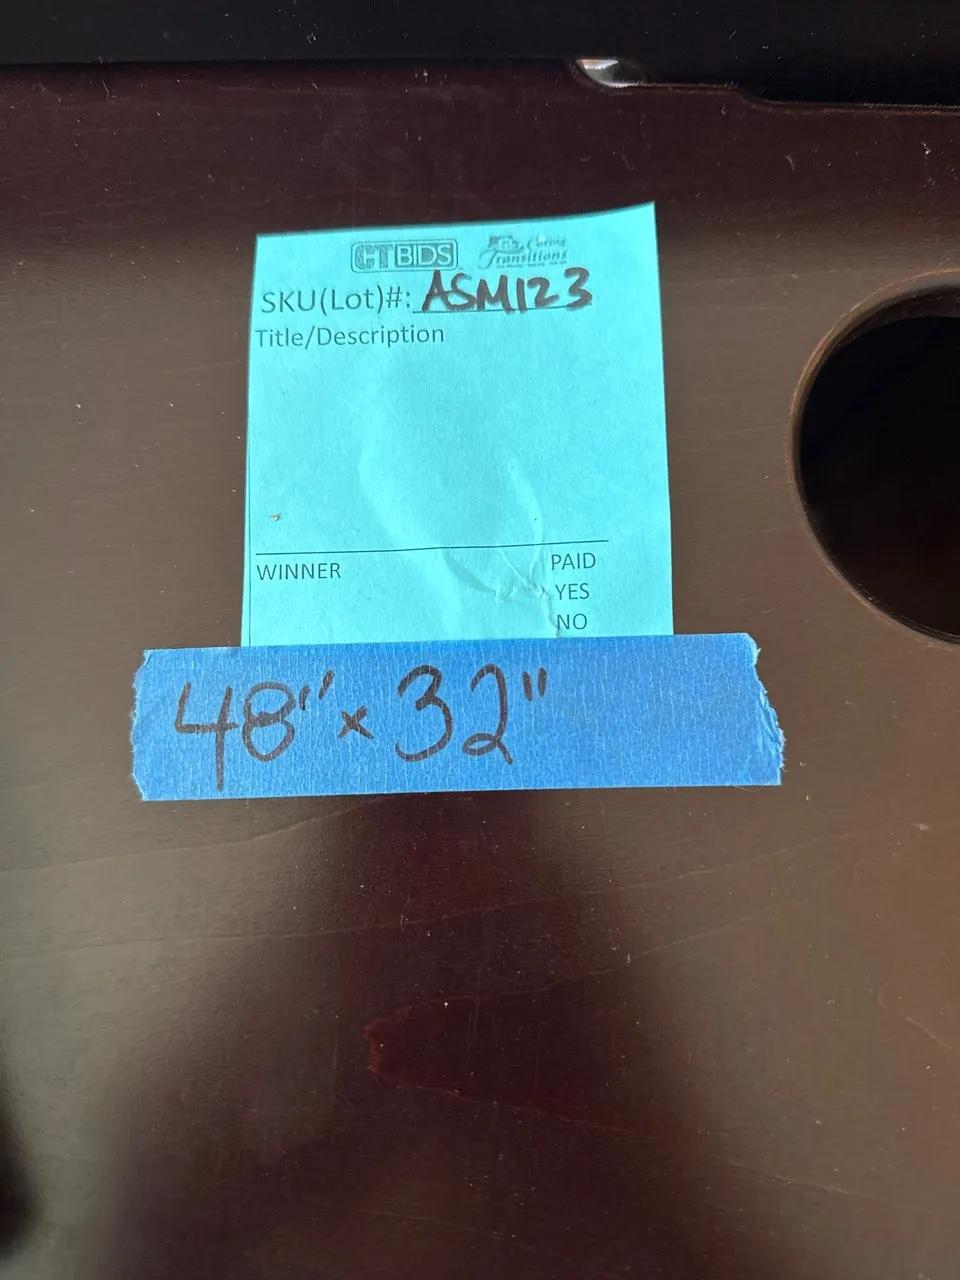 CTBIDS
Caring
Transitions
SKU(Lot)#: ASM123
Title/Description
WINNER
PAID
YES
NO
48" x 32"